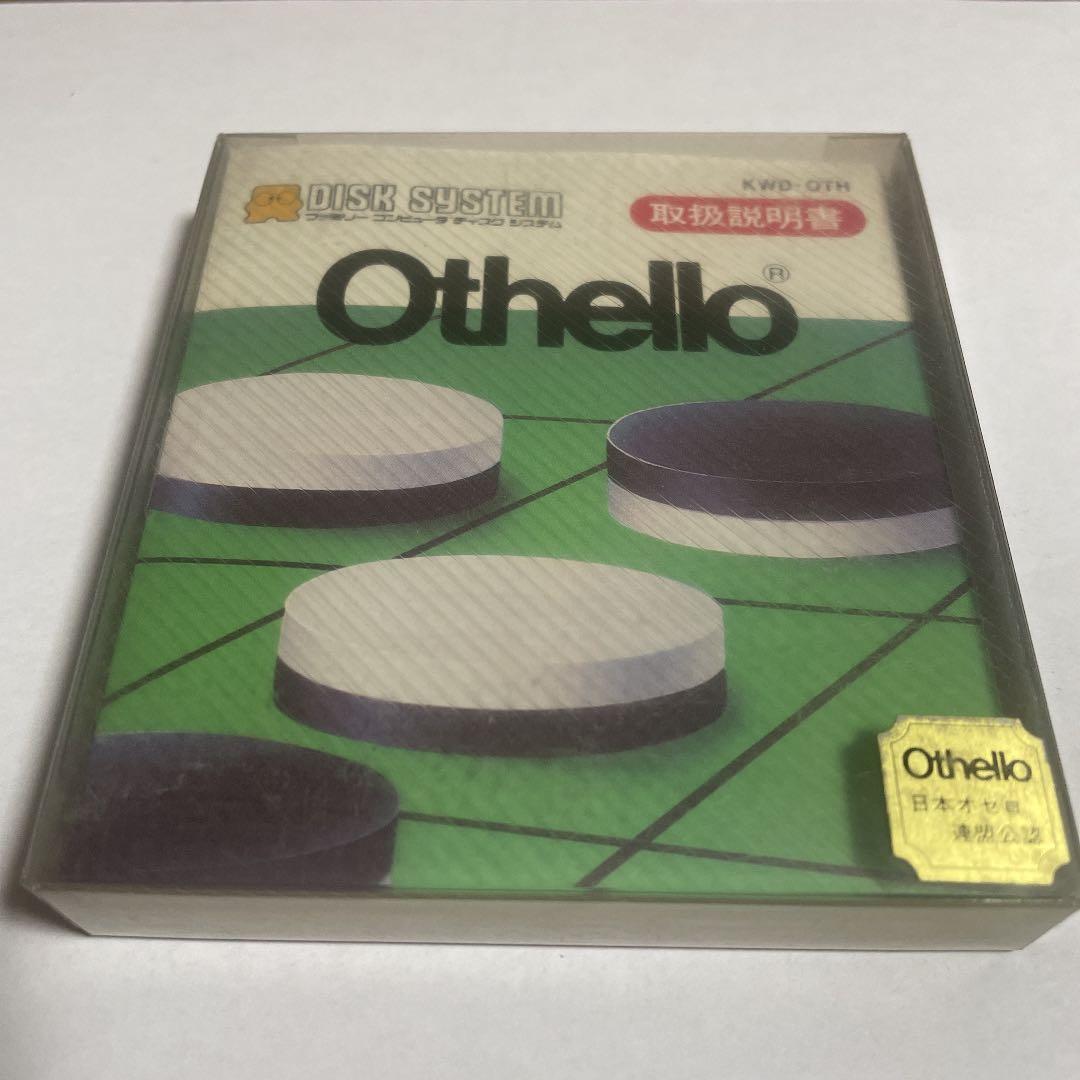 DISK SYSTEM
ファミリー コンピュータ ディスク システム
KWD-OTH
取扱説明書
Othello®
Othello
日本オセロ
連盟公認